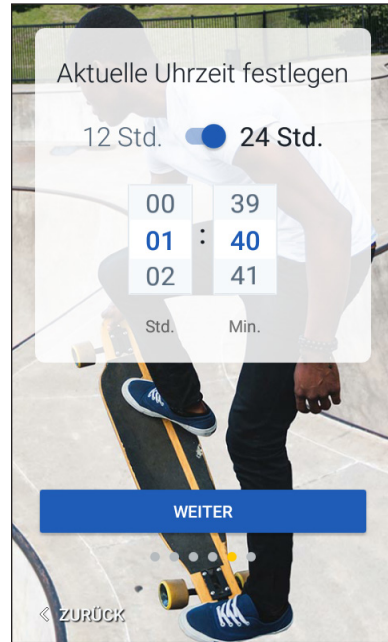 Aktuelle Uhrzeit festlegen
12 Std. 24 Std.
00 39
01 : 40
02 41
Std. Min.
WEITER
ZURÜCK